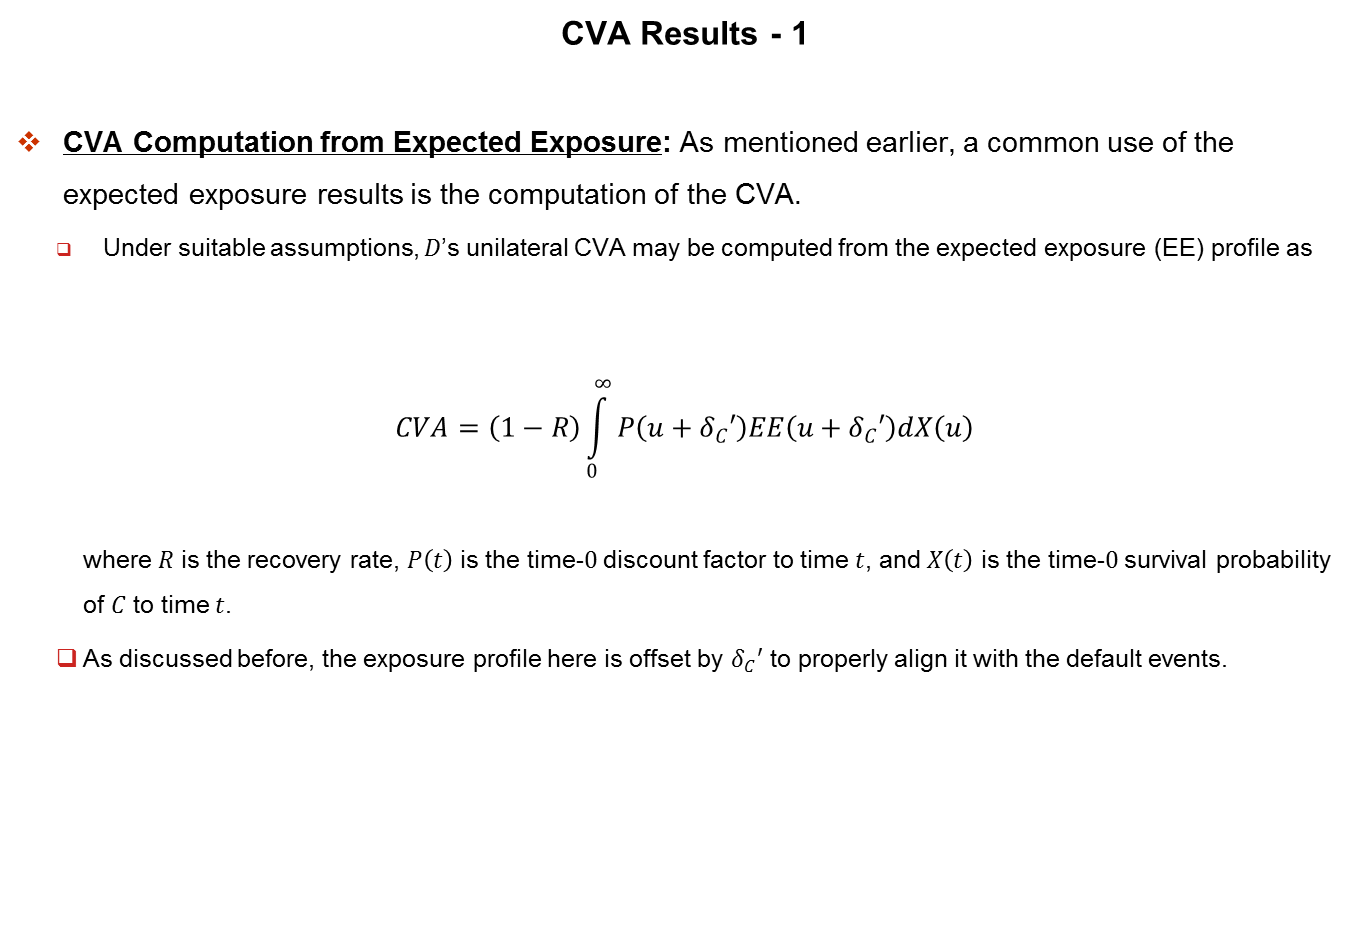 CVA Results - 1
❖ CVA Computation from Expected Exposure: As mentioned earlier, a common use of the
expected exposure results is the computation of the CVA.
❑ Under suitable assumptions, D’s unilateral CVA may be computed from the expected exposure (EE) profile as
CVA = (1 − R) ∫₀^∞ P(u + δ_C′)EE(u + δ_C′)dX(u)
where R is the recovery rate, P(t) is the time-0 discount factor to time t, and X(t) is the time-0 survival probability
of C to time t.
❑ As discussed before, the exposure profile here is offset by δ_C′ to properly align it with the default events.